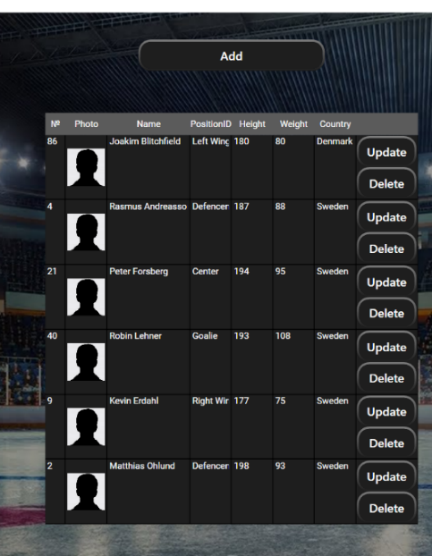 Add
Nº Photo Name PositionID Height Weight Country
86 Joakim Blitchfield Left Wing 180 80 Denmark
Update
Delete
4 Rasmus Andreasso Defencer 187 88 Sweden
Update
Delete
21 Peter Forsberg Center 194 95 Sweden
Update
Delete
40 Robin Lehner Goalie 193 108 Sweden
Update
Delete
9 Kevin Erdahl Right Wir 177 75 Sweden
Update
Delete
2 Matthias Ohlund Defencer 198 93 Sweden
Update
Delete